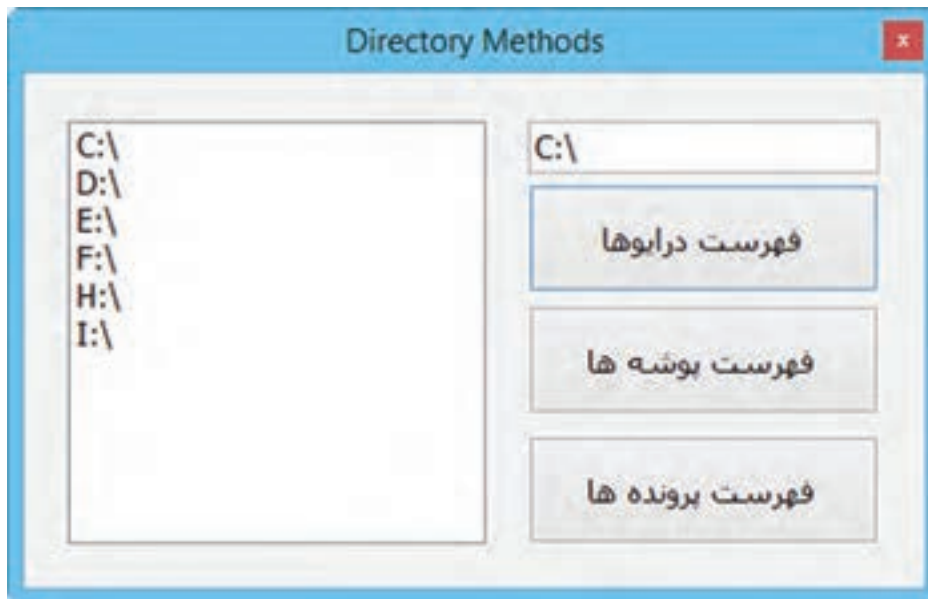 Directory Methods
x
C:\
D:\
E:\
F:\
H:\
I:\
C:\
فهرست درایوها
فهرست پوشه ها
فهرست پرونده ها